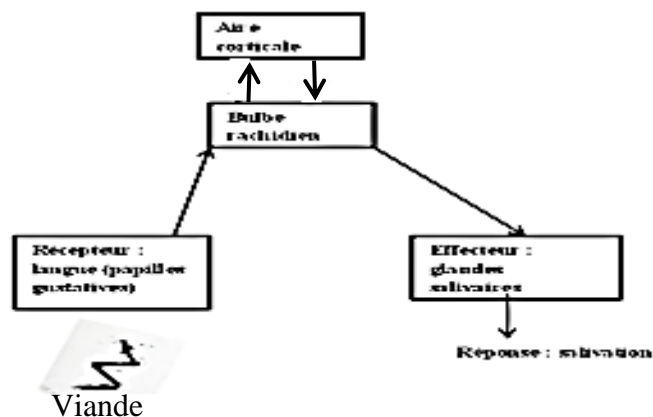 Aire
corticale
Bulbe
rachidien
Récepteur :
langue (papilles
gustatives)
Effecteur :
glandes
salivaires
Réponse : salivation
Viande